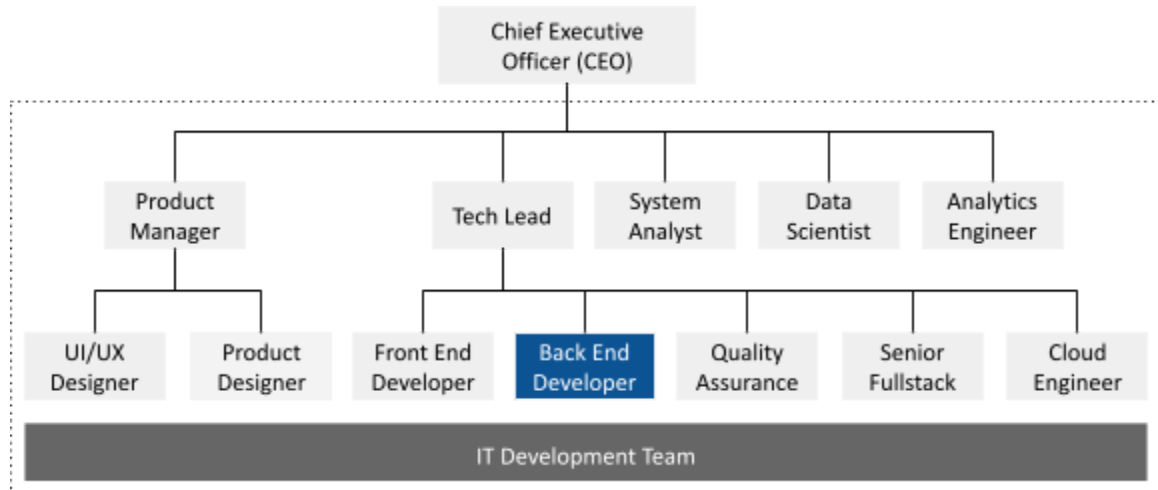 Chief Executive
Officer (CEO)
Product
Manager
Tech Lead
System
Analyst
Data
Scientist
Analytics
Engineer
UI/UX
Designer
Product
Designer
Front End
Developer
Back End
Developer
Quality
Assurance
Senior
Fullstack
Cloud
Engineer
IT Development Team